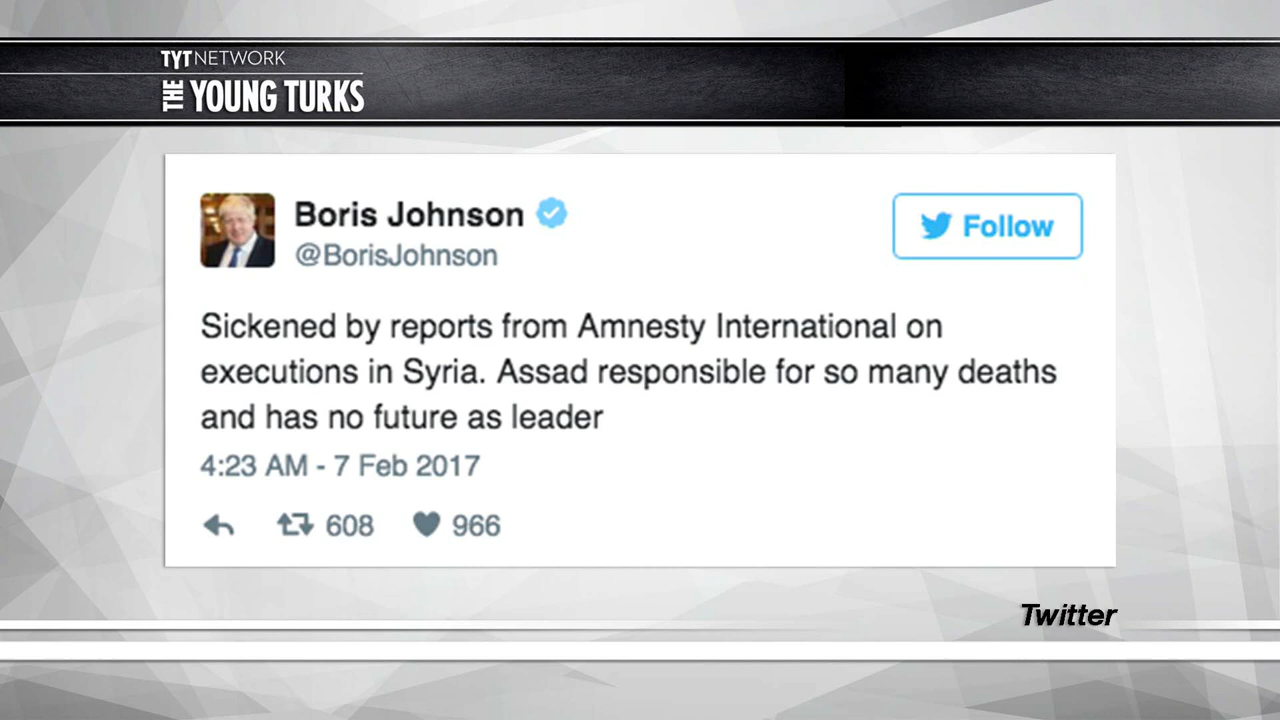 TYTNETWORK
THE YOUNG TURKS
Boris Johnson
@BorisJohnson
Follow
Sickened by reports from Amnesty International on
executions in Syria. Assad responsible for so many deaths
and has no future as leader
4:23 AM - 7 Feb 2017
608 966
Twitter